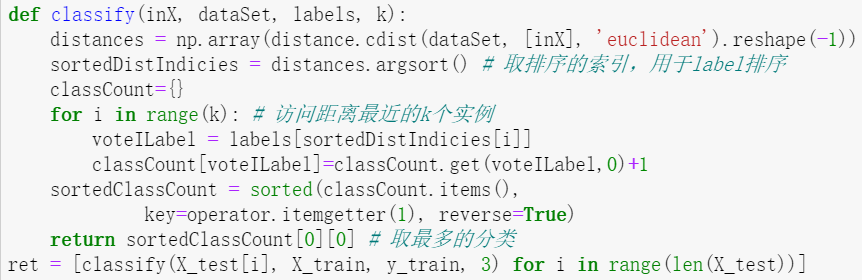 def classify(inX, dataSet, labels, k):
    distances = np.array(distance.cdist(dataSet, [inX], 'euclidean').reshape(-1))
    sortedDistIndicies = distances.argsort() # 取排序的索引，用于label排序
    classCount={}
    for i in range(k): # 访问距离最近的k个实例
        voteILabel = labels[sortedDistIndicies[i]]
        classCount[voteILabel]=classCount.get(voteILabel,0)+1
    sortedClassCount = sorted(classCount.items(),
            key=operator.itemgetter(1), reverse=True)
    return sortedClassCount[0][0] # 取最多的分类
ret = [classify(X_test[i], X_train, y_train, 3) for i in range(len(X_test))]